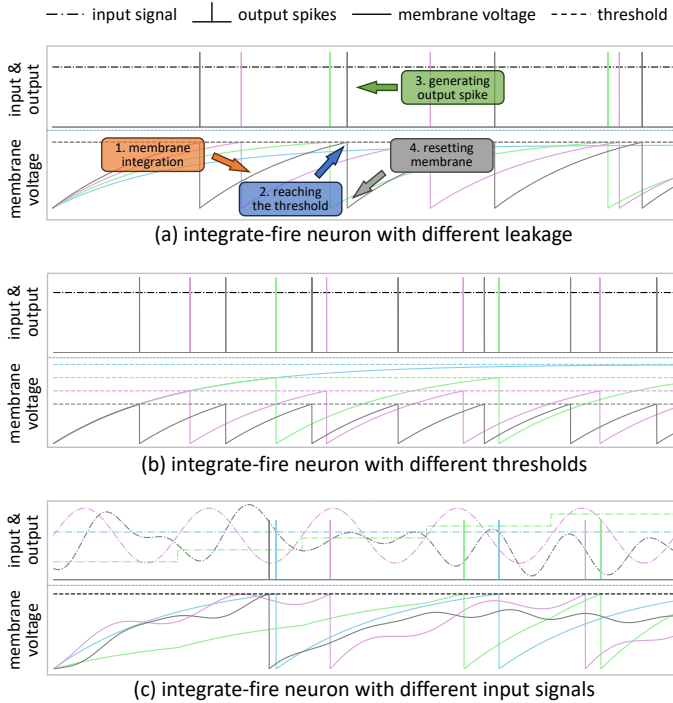 input signal output spikes membrane voltage threshold
input &
output
3. generating
output spike
membrane
voltage
1. membrane
integration
2. reaching
the threshold
4. resetting
membrane
(a) integrate-fire neuron with different leakage
input &
output
membrane
voltage
(b) integrate-fire neuron with different thresholds
input &
output
membrane
voltage
(c) integrate-fire neuron with different input signals